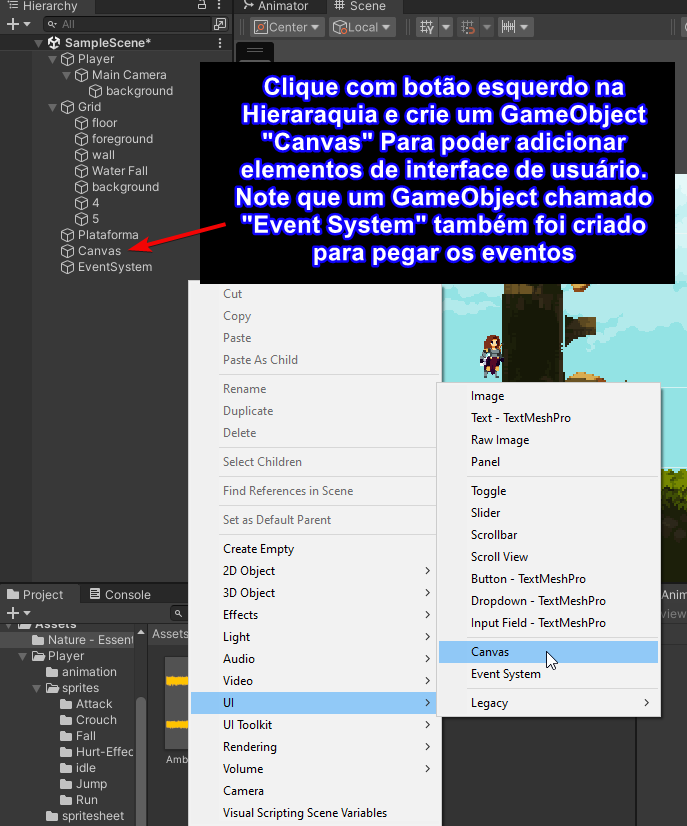 Hierarchy
Animator
Scene
All
Center
Local
SampleScene*
Player
Main Camera
background
Grid
floor
foreground
wall
Water Fall
background
4
5
Plataforma
Canvas
EventSystem
Clique com botão esquerdo na
Hieraraquia e crie um GameObject
"Canvas" Para poder adicionar
elementos de interface de usuário.
Note que um GameObject chamado
"Event System" também foi criado
para pegar os eventos
Cut
Copy
Paste
Paste As Child
Rename
Duplicate
Delete
Select Children
Find References in Scene
Set as Default Parent
Create Empty
2D Object
3D Object
Effects
Light
Audio
Video
UI
UI Toolkit
Rendering
Volume
Camera
Visual Scripting Scene Variables
Image
Text - TextMeshPro
Raw Image
Panel
Toggle
Slider
Scrollbar
Scroll View
Button - TextMeshPro
Dropdown - TextMeshPro
Input Field - TextMeshPro
Canvas
Event System
Legacy
Project
Console
Assets
Nature - Essent
Player
animation
sprites
Attack
Crouch
Fall
Hurt-Effec
idle
Jump
Run
spritesheet
Assets
Amb
Anim
view